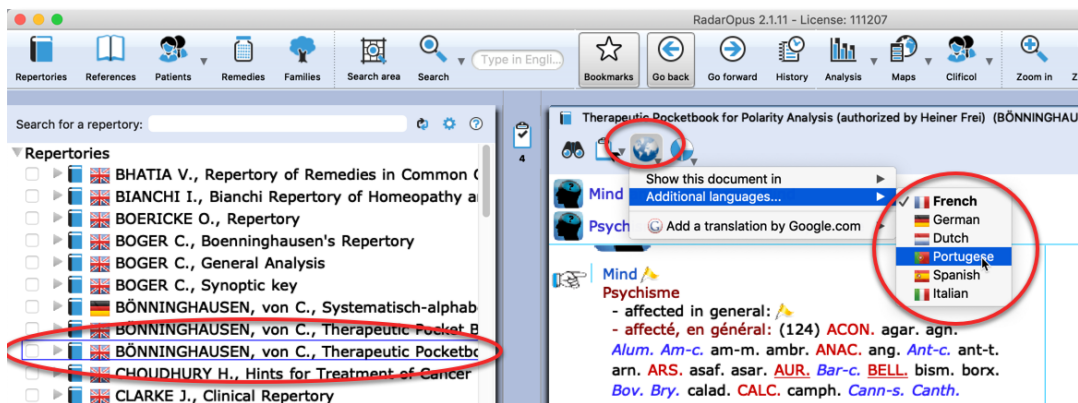 RadarOpus 2.1.11 - License: 111207
Type in Engli...
Repertories References Patients Remedies Families Search area Search Bookmarks Go back Go forward History Analysis Maps Clificol Zoom in Z
Search for a repertory:
Repertories
BHATIA V., Repertory of Remedies in Common (
BIANCHI I., Bianchi Repertory of Homeopathy a
BOERICKE O., Repertory
BOGER C., Boenninghausen's Repertory
BOGER C., General Analysis
BOGER C., Synoptic key
BÖNNINGHAUSEN, von C., Systematisch-alphab
BÖNNINGHAUSEN, von C., Therapeutic Pocket B
BÖNNINGHAUSEN, von C., Therapeutic Pocketbo
CHOUDHURY H., Hints for Treatment of Cancer
CLARKE J., Clinical Repertory
4
Therapeutic Pocketbook for Polarity Analysis (authorized by Heiner Frei) (BÖNNINGHAU
Show this document in
Additional languages...
Add a translation by Google.com
French
German
Dutch
Portugese
Spanish
Italian
Mind
Psych
Mind
Psychisme
- affected in general:
- affecté, en général: (124) ACON. agar. agn.
Alum. Am-c. am-m. ambr. ANAC. ang. Ant-c. ant-t.
arn. ARS. asaf. asar. AUR. Bar-c. BELL. bism. borx.
Bov. Bry. calad. CALC. camph. Cann-s. Canth.